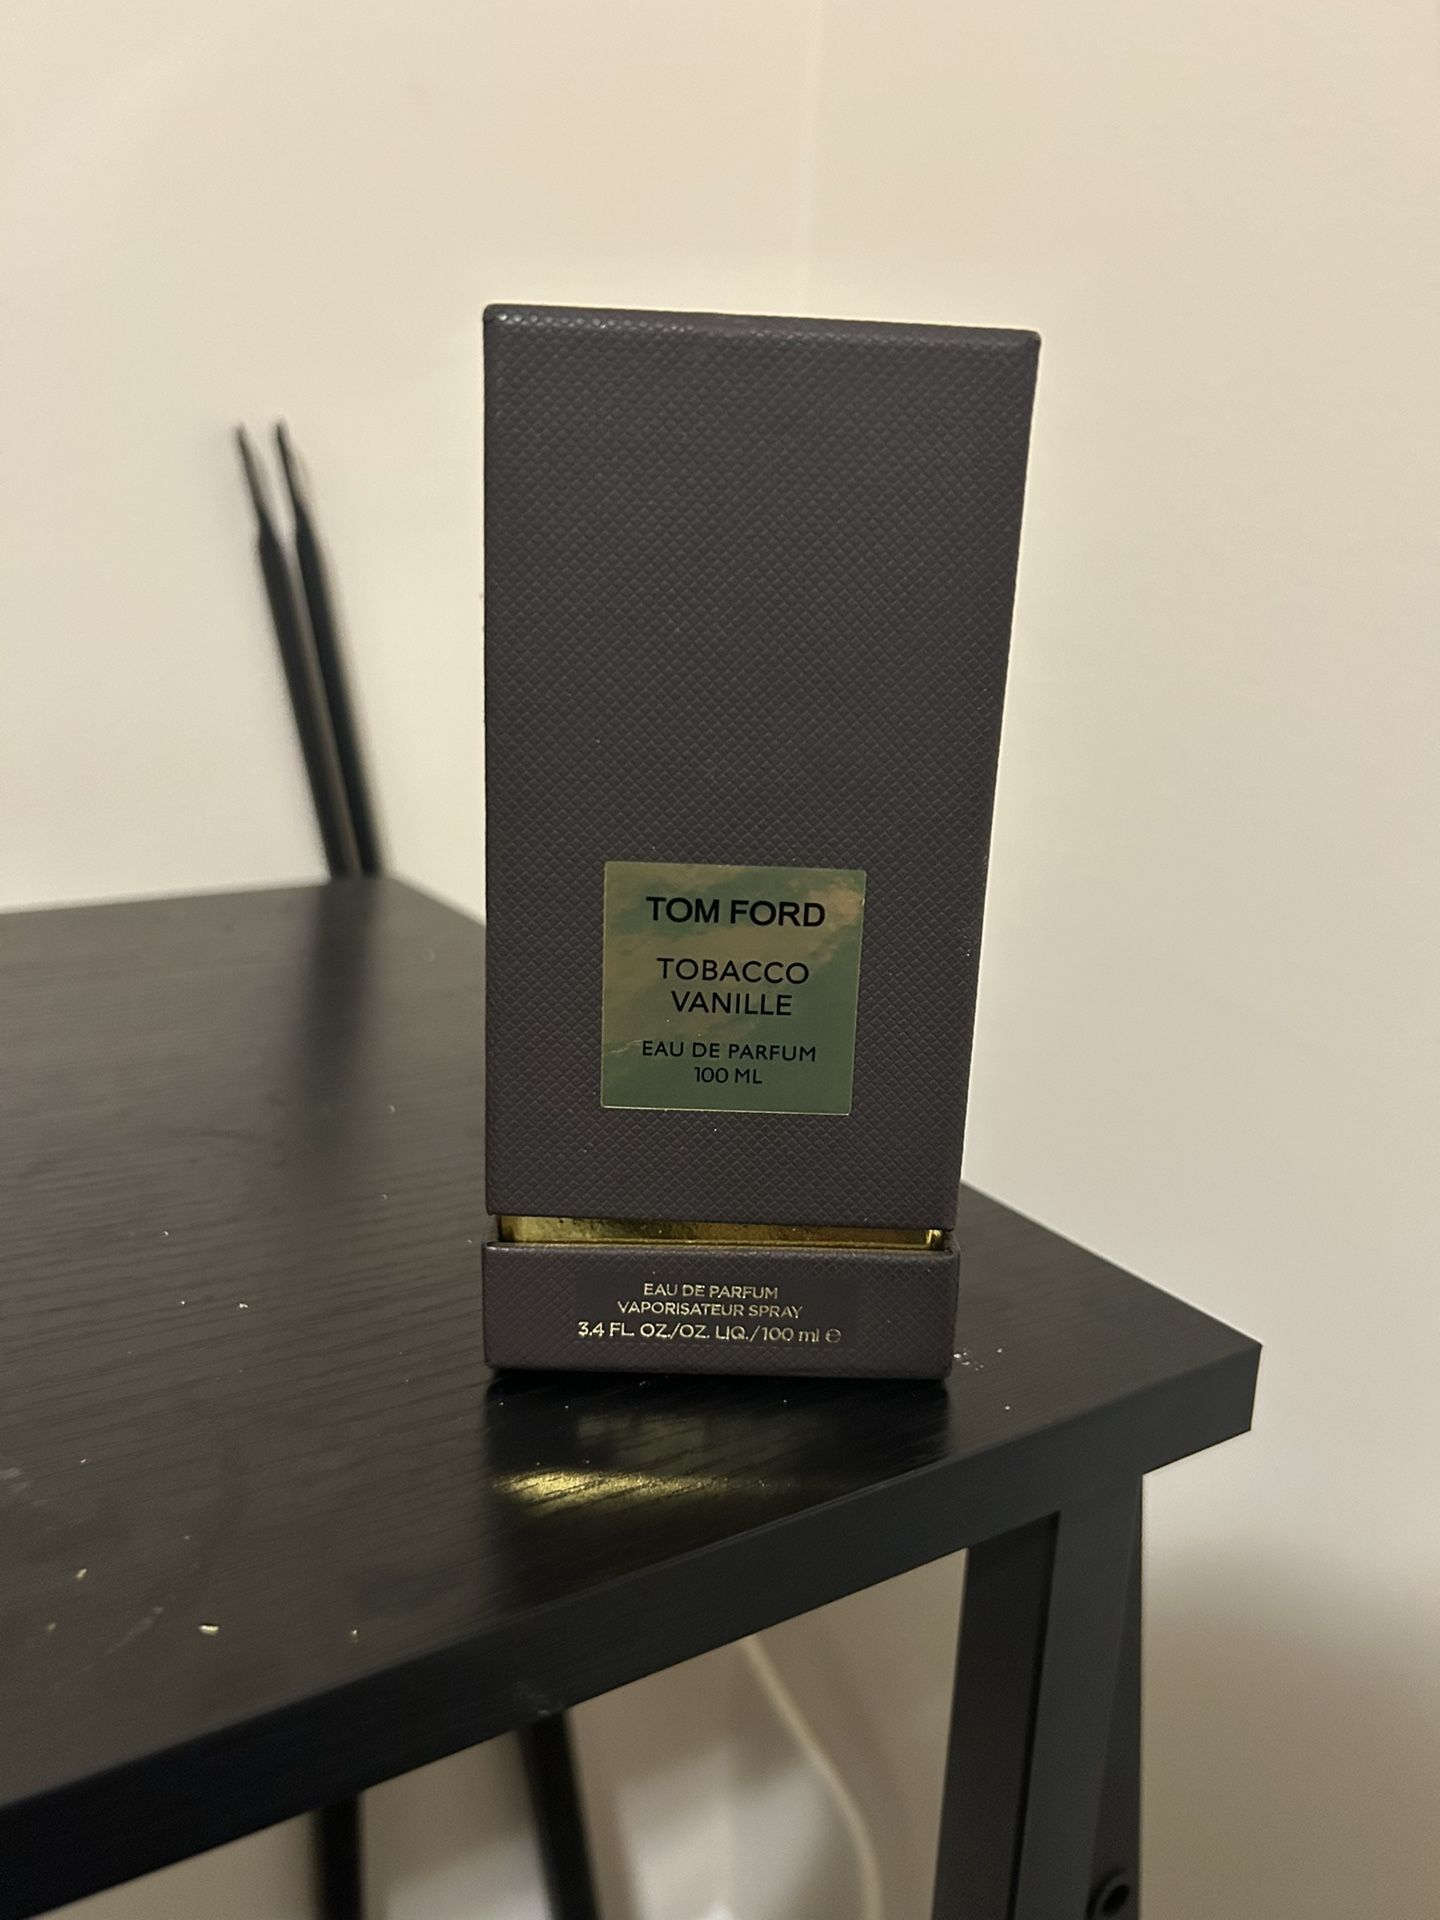 TOM FORD
TOBACCO
VANILLE
EAU DE PARFUM
100 ML
EAU DE PARFUM
VAPORISATEUR SPRAY
3.4 FL. OZ./OZ. LIQ./100 ml ℮